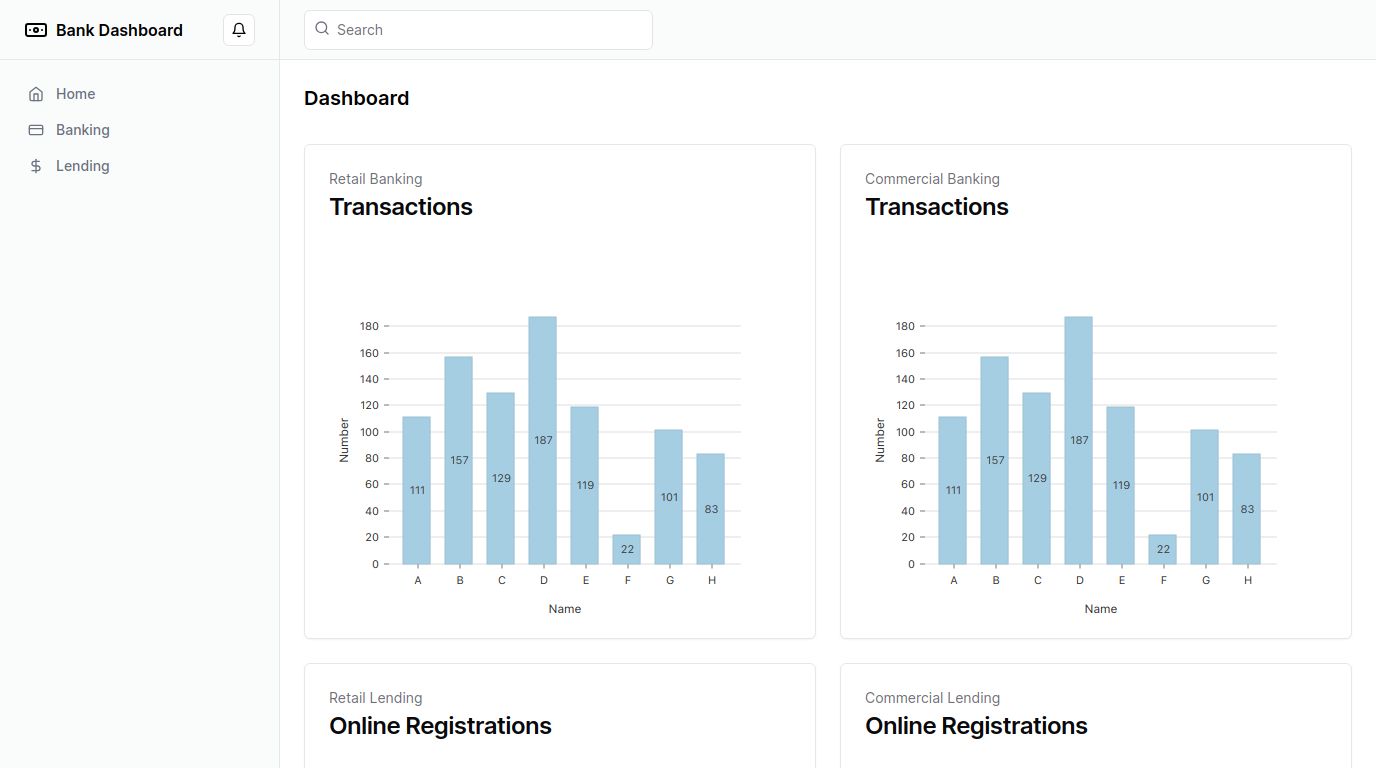 Bank Dashboard
Search
Home
Banking
Lending
Dashboard
Retail Banking
Transactions
180
160
140
120
100
80
60
40
20
0
Number
111
157
129
187
119
22
101
83
A B C D E F G H
Name
Commercial Banking
Transactions
180
160
140
120
100
80
60
40
20
0
Number
111
157
129
187
119
22
101
83
A B C D E F G H
Name
Retail Lending
Online Registrations
Commercial Lending
Online Registrations